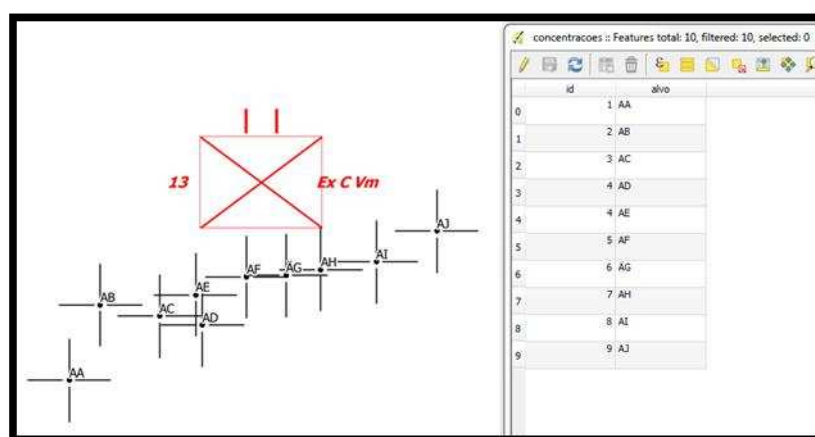 concentracoes :: Features total: 10, filtered: 10, selected: 0
id alvo
0 1 AA
1 2 AB
2 3 AC
3 4 AD
4 4 AE
5 5 AF
6 6 ÄG
7 7 AH
8 8 AI
9 9 AJ
13 Ex C Vm
AJ
AI
AH
ÄG
AF
AE
AB
AC
AD
AA